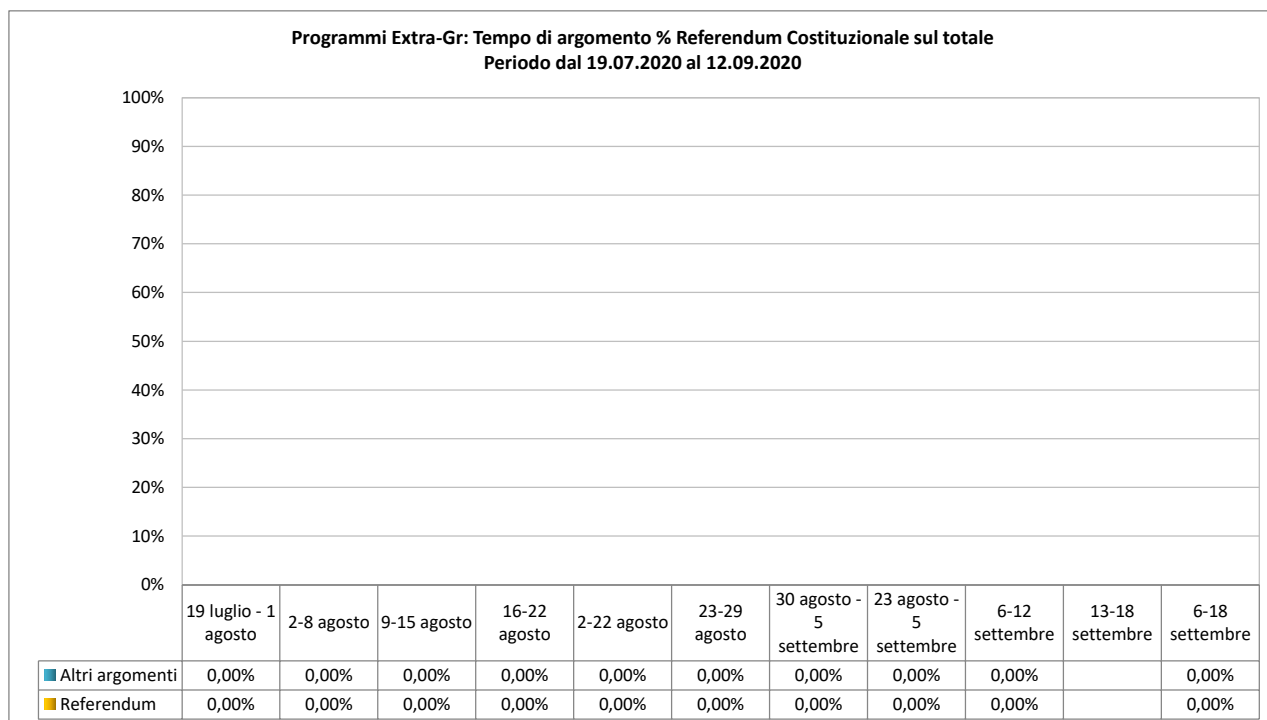 Programmi Extra-Gr: Tempo di argomento % Referendum Costituzionale sul totale
Periodo dal 19.07.2020 al 12.09.2020
100%
90%
80%
70%
60%
50%
40%
30%
20%
10%
0%
19 luglio - 1 agosto
2-8 agosto
9-15 agosto
16-22 agosto
2-22 agosto
23-29 agosto
30 agosto - 5 settembre
23 agosto - 5 settembre
6-12 settembre
13-18 settembre
6-18 settembre
Altri argomenti 0,00% 0,00% 0,00% 0,00% 0,00% 0,00% 0,00% 0,00% 0,00% 0,00%
Referendum 0,00% 0,00% 0,00% 0,00% 0,00% 0,00% 0,00% 0,00% 0,00% 0,00%